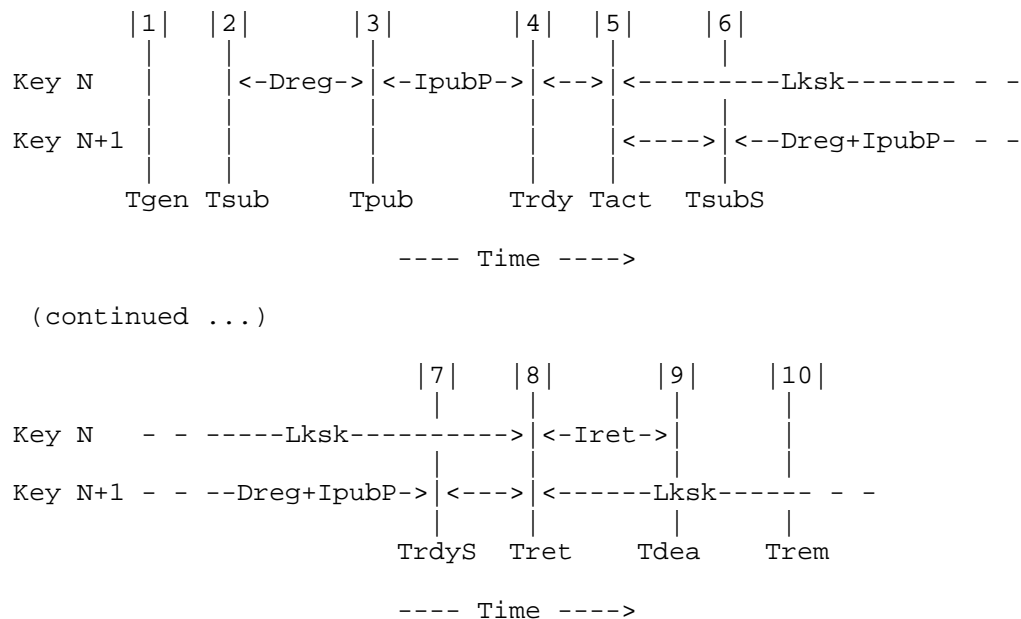 |1|   |2|       |3|         |4|  |5|    |6|
Key N         |    |<-Dreg->|<-IpubP->|<-->|<---------Lksk------- - -
Key N+1       |    |        |         |    |<---->|<--Dreg+IpubP- - -
Tgen Tsub     Tpub      Trdy Tact  TsubS
---- Time ---->
(continued ...)
|7|   |8|      |9|    |10|
Key N   - - -----Lksk---------->|<-Iret->|
Key N+1 - - --Dreg+IpubP->|<--->|<------Lksk------ - -
TrdyS  Tret     Tdea   Trem
---- Time ---->